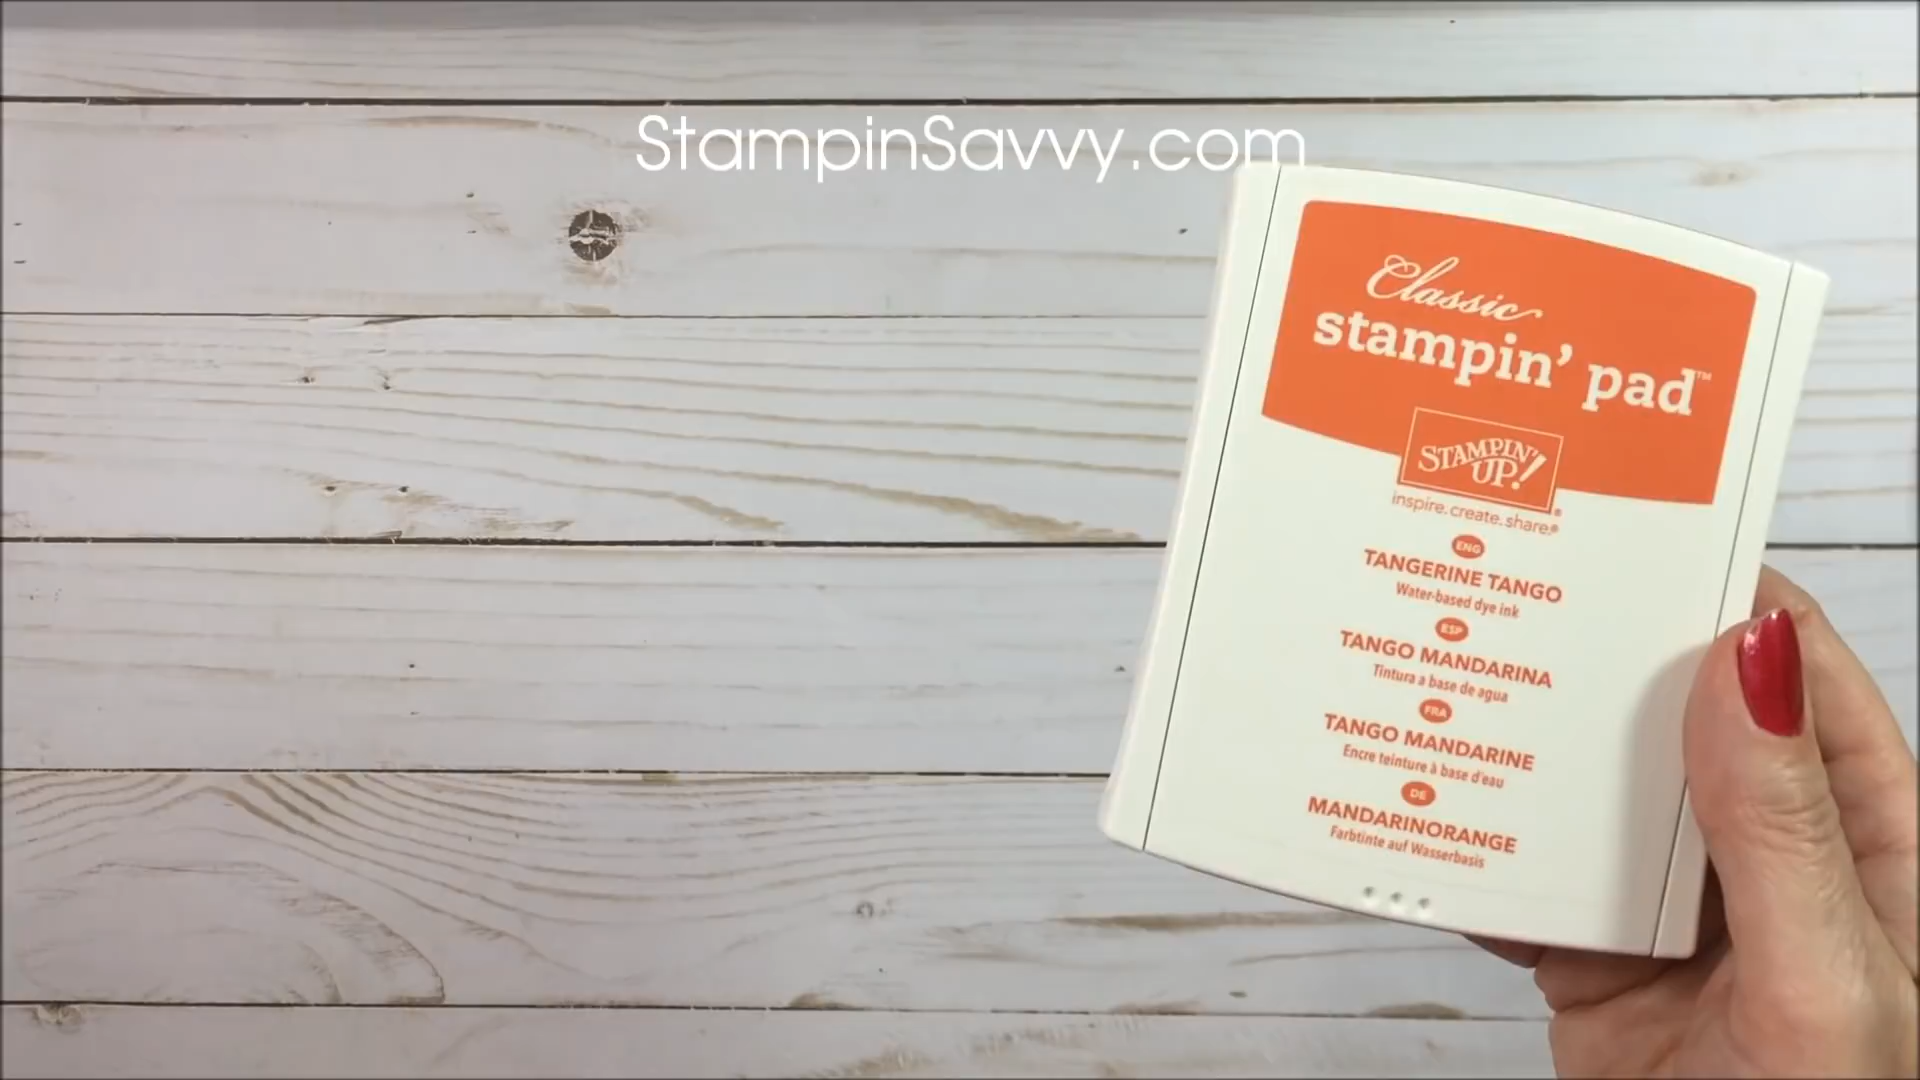 StampinSavvy.com
Classic
stampin' pad™
STAMPIN'
UP!®
inspire. create. share.®
ENG
TANGERINE TANGO
Water-based dye ink
ESP
TANGO MANDARINA
Tintura a base de agua
FRA
TANGO MANDARINE
Encre teinture à base d'eau
DE
MANDARINORANGE
Farbtinte auf Wasserbasis